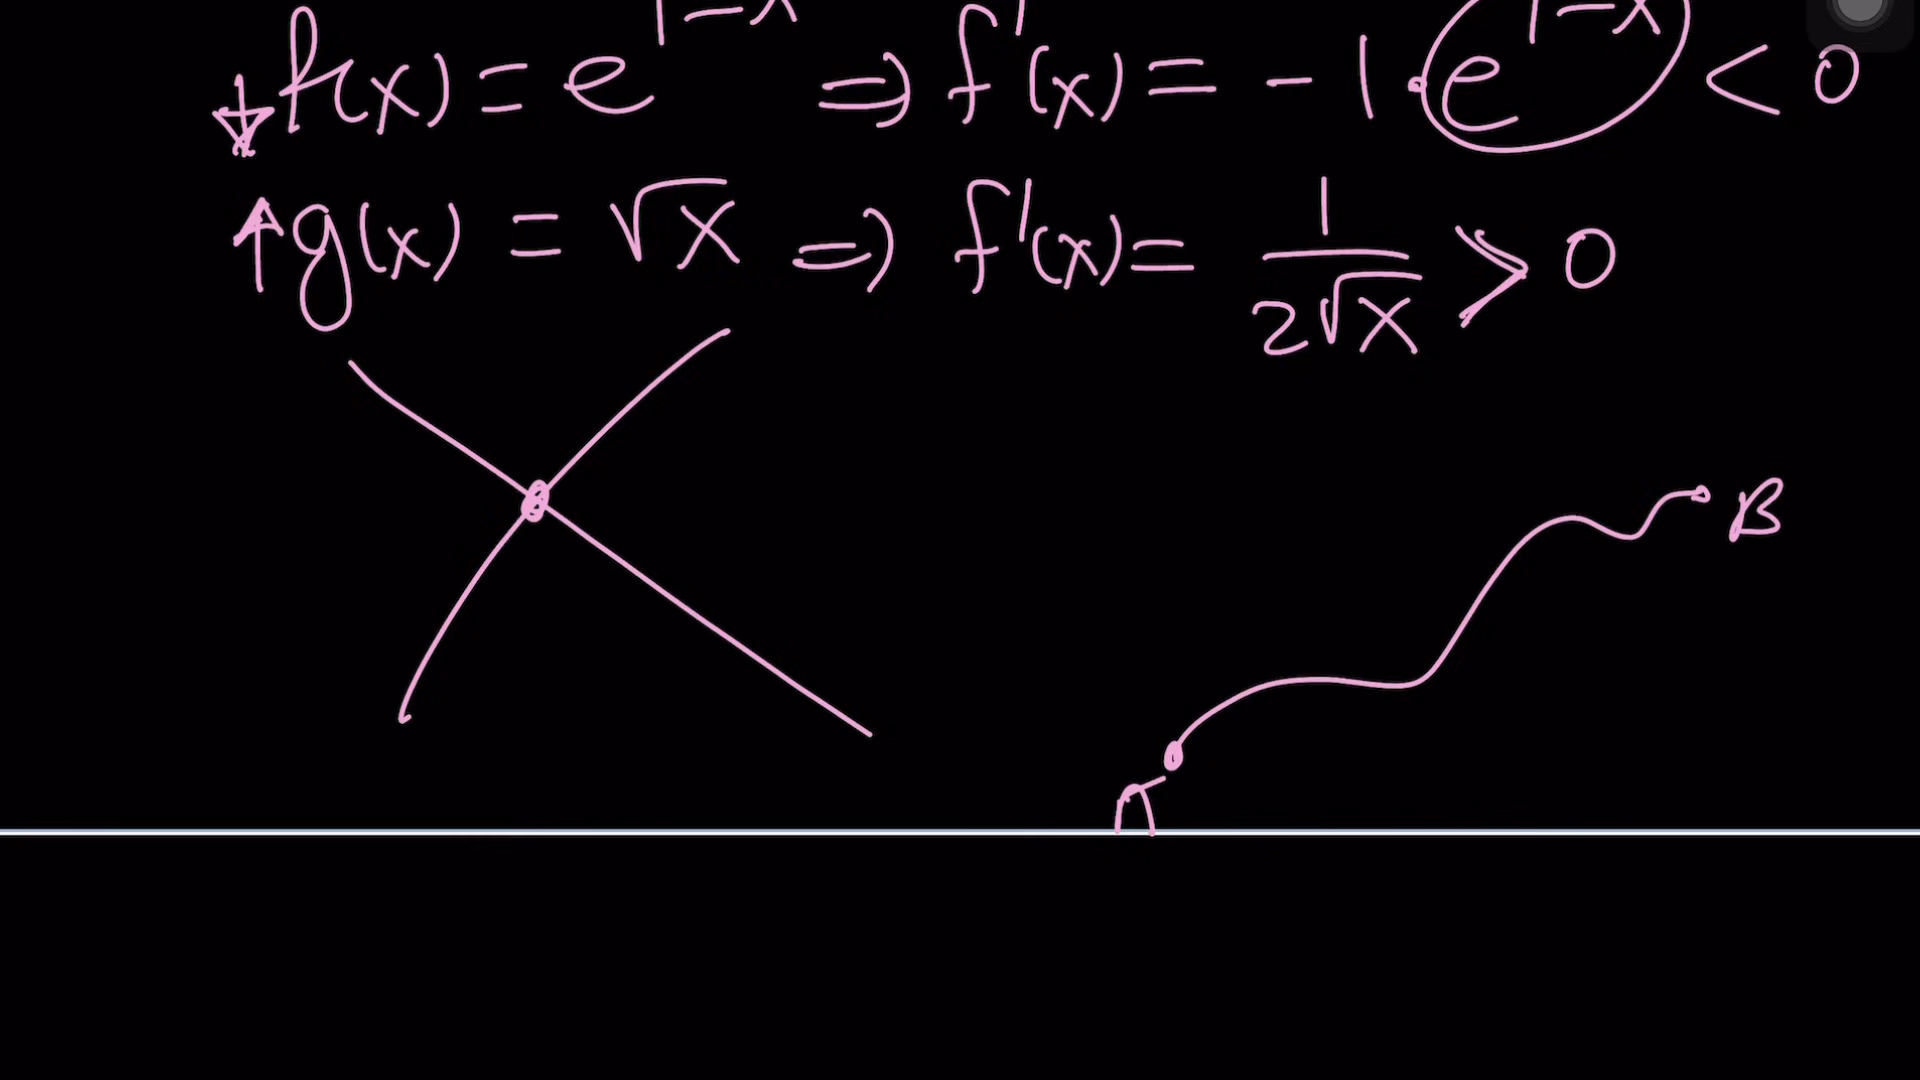 ↓f(x) = e^{1-x} ⇒ f'(x) = -1·e^{1-x} < 0
↑g(x) = √x ⇒ f'(x) = 1/(2√x) > 0
B